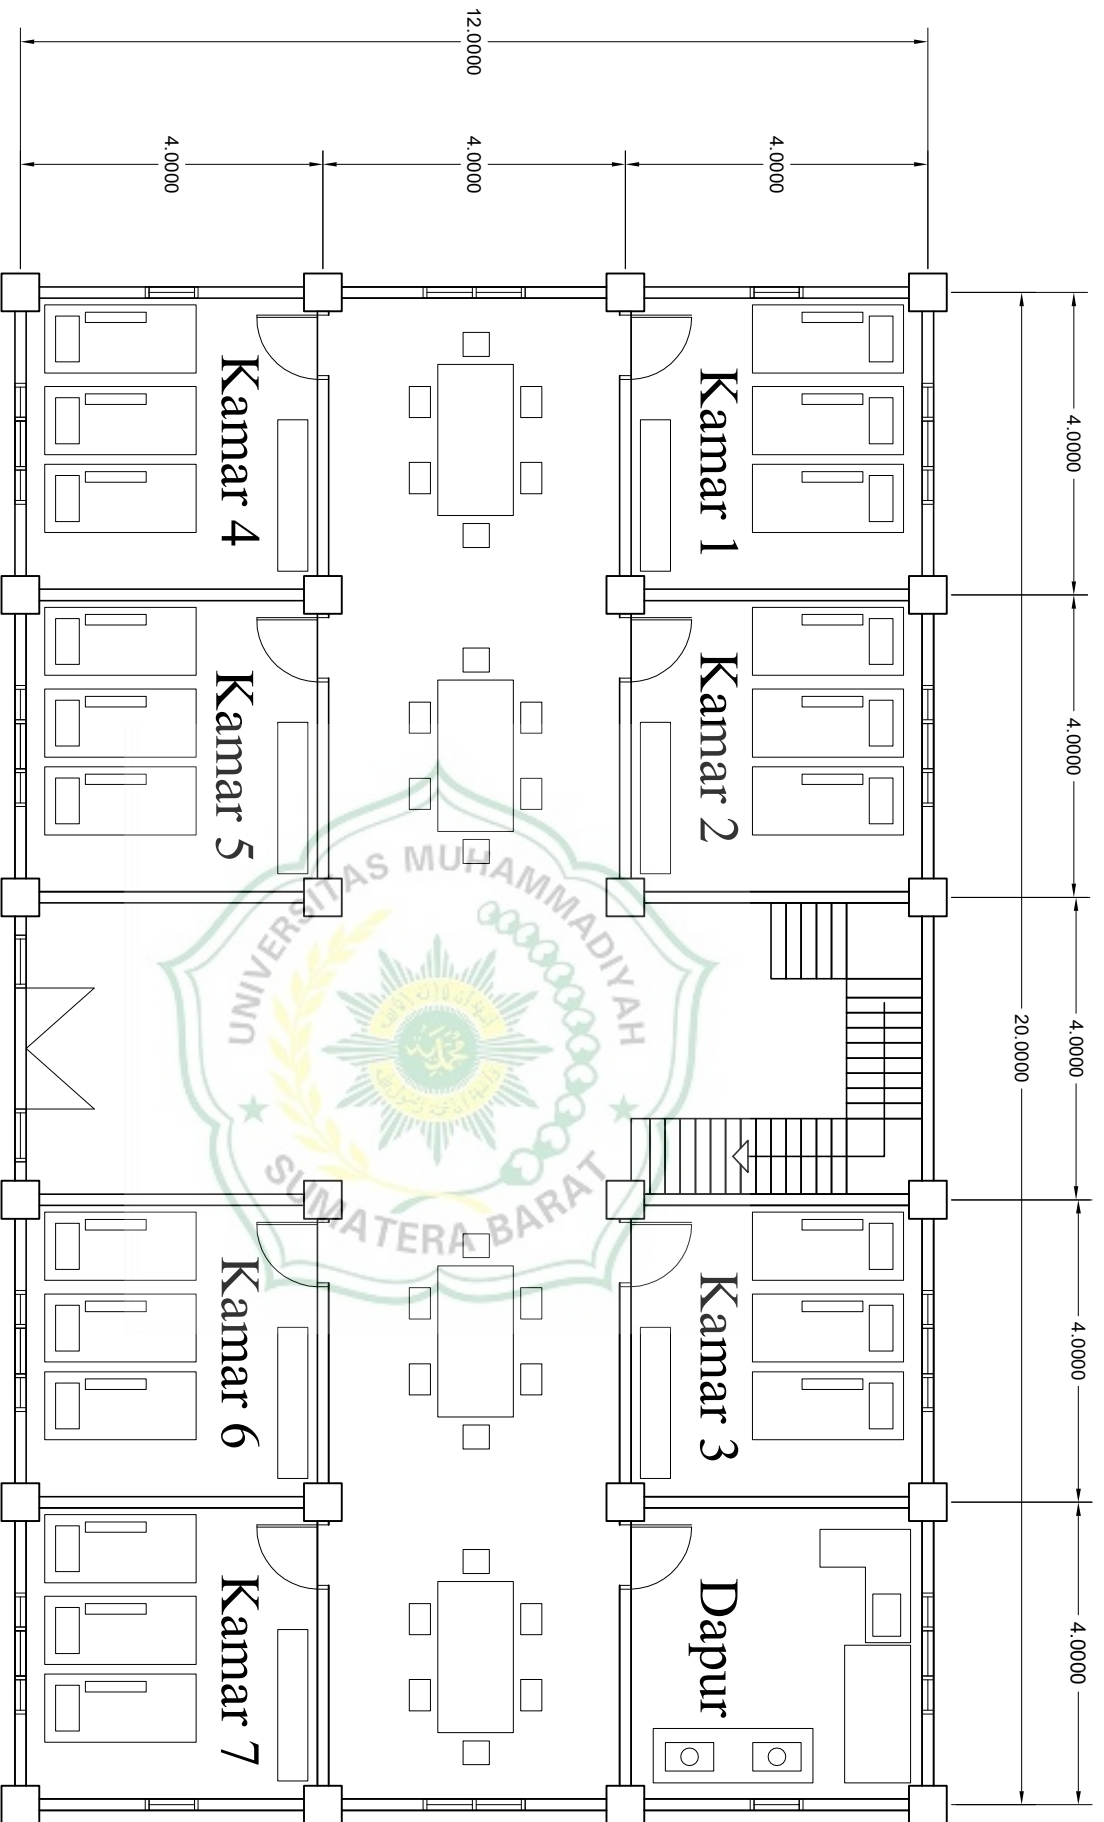 4.0000
4.0000
4.0000
4.0000
4.0000
20.0000
12.0000
4.0000
4.0000
4.0000
Kamar 1
Kamar 2
Kamar 3
Dapur
Kamar 4
Kamar 5
Kamar 6
Kamar 7
UNIVERSITAS MUHAMMADIYAH
SUMATERA BARAT